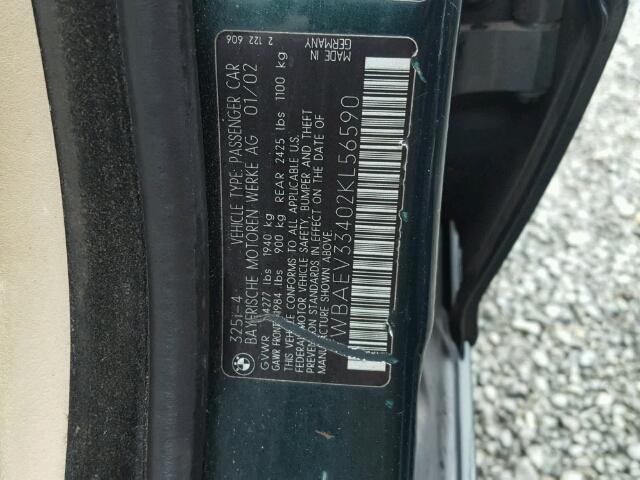 325i-4 VEHICLE TYPE: PASSENGER CAR
BAYERISCHE MOTOREN WERKE AG 01/02
GVWR 4277 lbs 1940 kg
GAWR FRONT 1984 lbs 900 kg REAR 2425 lbs 1100 kg
THIS VEHICLE CONFORMS TO ALL APPLICABLE U.S.
FEDERAL MOTOR VEHICLE SAFETY, BUMPER AND THEFT
PREVENTION STANDARDS IN EFFECT ON THE DATE OF
MANUFACTURE SHOWN ABOVE.
WBAEV33402KL56590
2 122 606
MADE IN
GERMANY